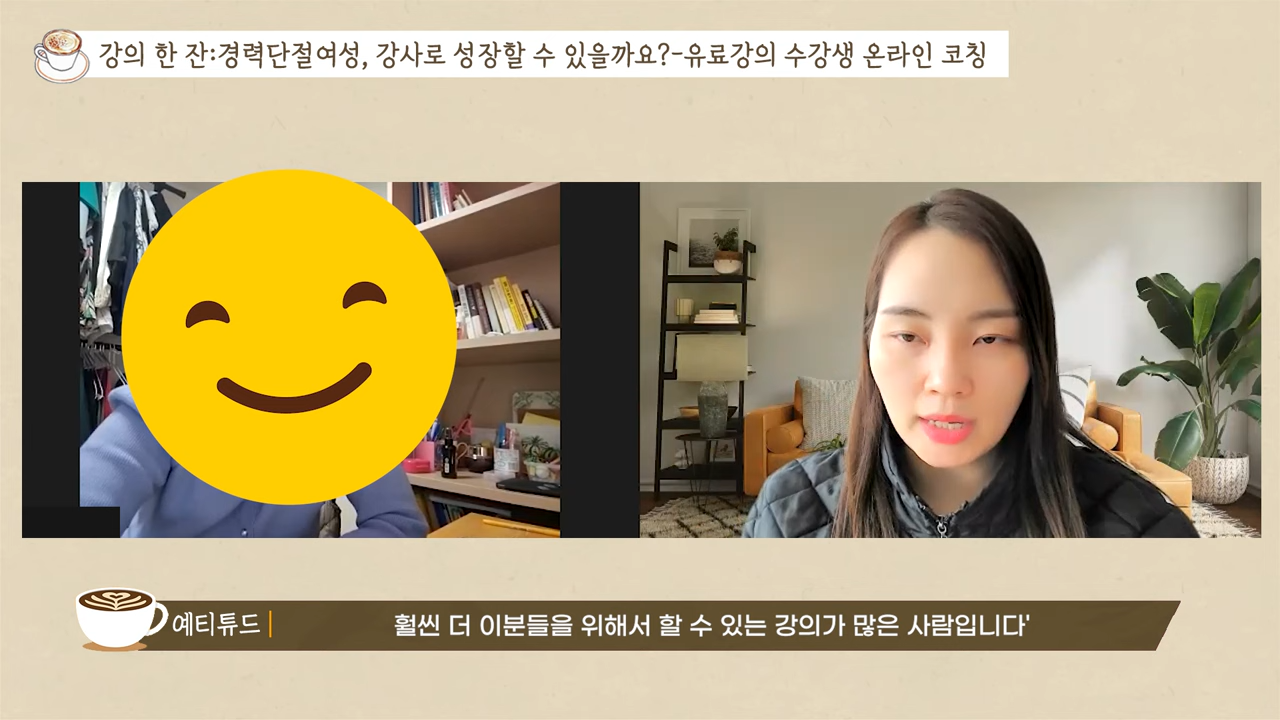 강의 한 잔:경력단절여성, 강사로 성장할 수 있을까요?-유료강의 수강생 온라인 코칭
예티튜드
훨씬 더 이분들을 위해서 할 수 있는 강의가 많은 사람입니다'